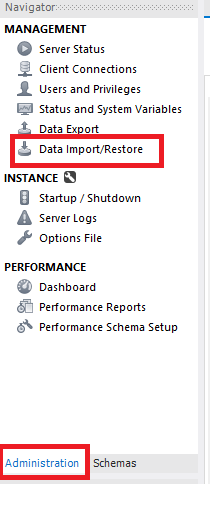 Navigator
MANAGEMENT
Server Status
Client Connections
Users and Privileges
Status and System Variables
Data Export
Data Import/Restore
INSTANCE
Startup / Shutdown
Server Logs
Options File
PERFORMANCE
Dashboard
Performance Reports
Performance Schema Setup
Administration Schemas